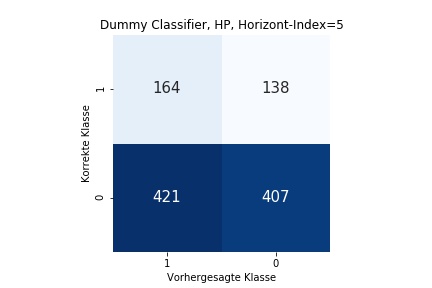 Dummy Classifier, HP, Horizont-Index=5
Korrekte Klasse
1
164
138
0
421
407
1
0
Vorhergesagte Klasse